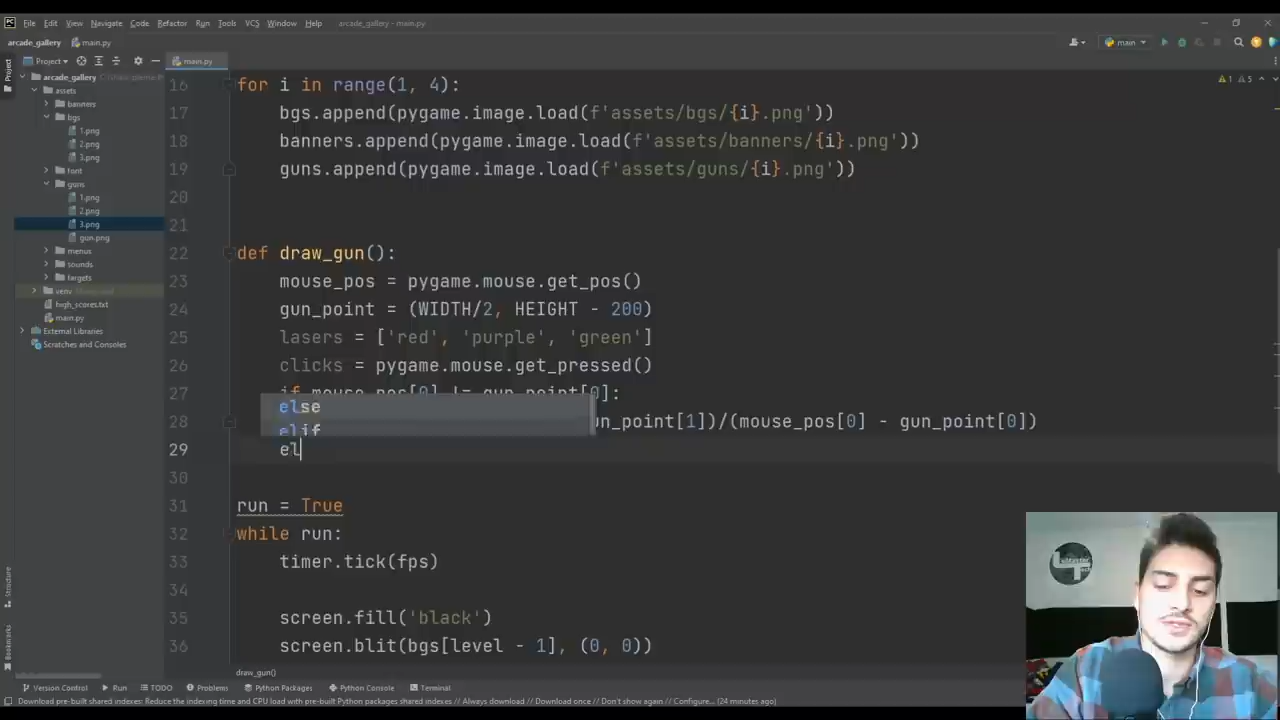 PC File Edit View Navigate Code Refactor Run Tools VCS Window Help arcade_gallery - main.py
arcade_gallery main.py main
Project main.py
arcade_gallery
assets
banners
bgs
1.png
2.png
3.png
font
guns
1.png
2.png
3.png
gun.png
menus
sounds
targets
venv
high_scores.txt
main.py
External Libraries
Scratches and Consoles
Project
Structure
Bookmarks
1 5
16 for i in range(1, 4):
17 bgs.append(pygame.image.load(f'assets/bgs/{i}.png'))
18 banners.append(pygame.image.load(f'assets/banners/{i}.png'))
19 guns.append(pygame.image.load(f'assets/guns/{i}.png'))
20
21
22 def draw_gun():
23 mouse_pos = pygame.mouse.get_pos()
24 gun_point = (WIDTH/2, HEIGHT - 200)
25 lasers = ['red', 'purple', 'green']
26 clicks = pygame.mouse.get_pressed()
27 if mouse_pos[0] != gun_point[0]:
else
28 un_point[1])/(mouse_pos[0] - gun_point[0])
elif
29 el
30
31 run = True
32 while run:
33 timer.tick(fps)
34
35 screen.fill('black')
36 screen.blit(bgs[level - 1], (0, 0))
draw_gun()
Version Control Run TODO Problems Python Packages Python Console Terminal
Download pre-built shared indexes: Reduce the indexing time and CPU load with pre-built Python packages shared indexes // Always download // Download once // Don't show again // Configure... (24 minutes ago)